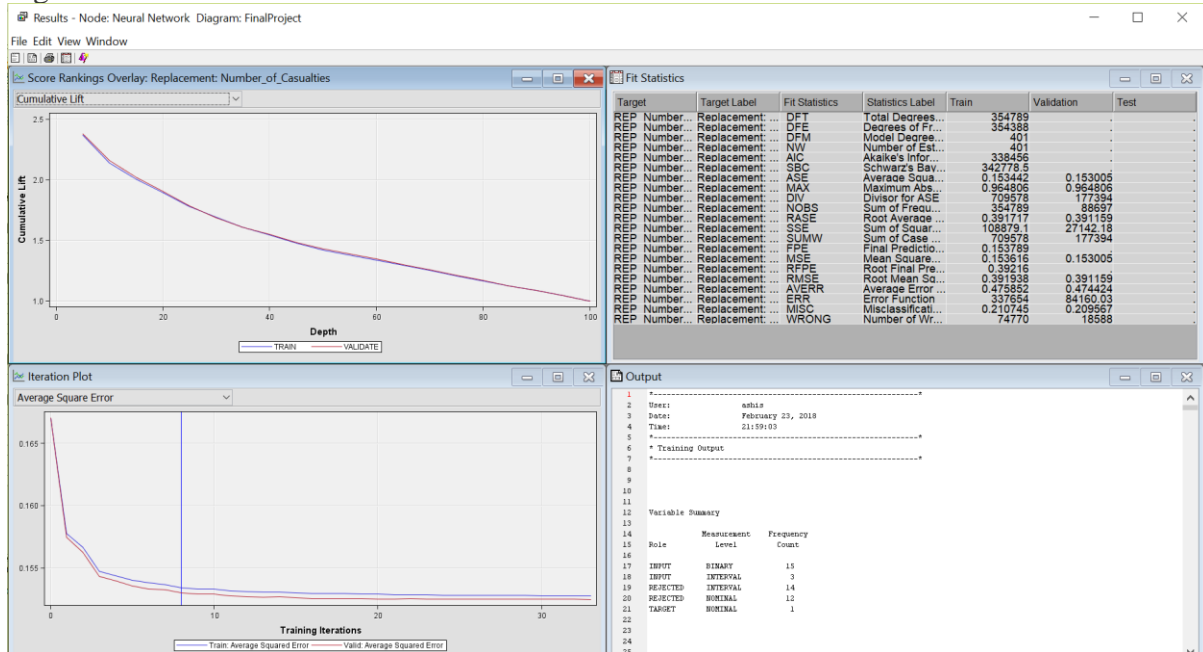 Results - Node: Neural Network Diagram: FinalProject
File Edit View Window
Score Rankings Overlay: Replacement: Number_of_Casualties
Cumulative Lift
2.5
2.0
1.5
1.0
Cumulative Lift
0 20 40 60 80 100
Depth
TRAIN VALIDATE
Fit Statistics
Target Target Label Fit Statistics Statistics Label Train Validation Test
REP Number... Replacement: ... DFT Total Degrees... 354789 .
REP Number... Replacement: ... DFE Degrees of Fr... 354388 .
REP Number... Replacement: ... DFM Model Degree... 401 .
REP Number... Replacement: ... NW Number of Est... 401 .
REP Number... Replacement: ... AIC Akaike's Infor... 338456 .
REP Number... Replacement: ... SBC Schwarz's Bay... 342778.5 .
REP Number... Replacement: ... ASE Average Squa... 0.153442 0.153005 .
REP Number... Replacement: ... MAX Maximum Abs... 0.964806 0.964806 .
REP Number... Replacement: ... DIV Divisor for ASE 709578 177394 .
REP Number... Replacement: ... NOBS Sum of Frequ... 354789 88697 .
REP Number... Replacement: ... RASE Root Average ... 0.391717 0.391159 .
REP Number... Replacement: ... SSE Sum of Squar... 108879.1 27142.18 .
REP Number... Replacement: ... SUMW Sum of Case ... 709578 177394 .
REP Number... Replacement: ... FPE Final Predictio... 0.153789 .
REP Number... Replacement: ... MSE Mean Square... 0.153616 0.153005 .
REP Number... Replacement: ... RFPE Root Final Pre... 0.39216 .
REP Number... Replacement: ... RMSE Root Mean Sq... 0.391938 0.391159 .
REP Number... Replacement: ... AVERR Average Error ... 0.475852 0.474424 .
REP Number... Replacement: ... ERR Error Function 337654 84160.03 .
REP Number... Replacement: ... MISC Misclassificati... 0.210745 0.209567 .
REP Number... Replacement: ... WRONG Number of Wr... 74770 18588 .
Iteration Plot
Average Square Error
0.165
0.160
0.155
0 10 20 30
Training Iterations
Train: Average Squared Error Valid: Average Squared Error
Output
1 *------------------------------------------------------------*
2 User: ashis
3 Date: February 23, 2018
4 Time: 21:59:03
5 *------------------------------------------------------------*
6 * Training Output
7 *------------------------------------------------------------*
8
9
10
11
12 Variable Summary
13
14 Measurement Frequency
15 Role Level Count
16
17 INPUT BINARY 15
18 INPUT INTERVAL 3
19 REJECTED INTERVAL 14
20 REJECTED NOMINAL 12
21 TARGET NOMINAL 1
22
23
24
25